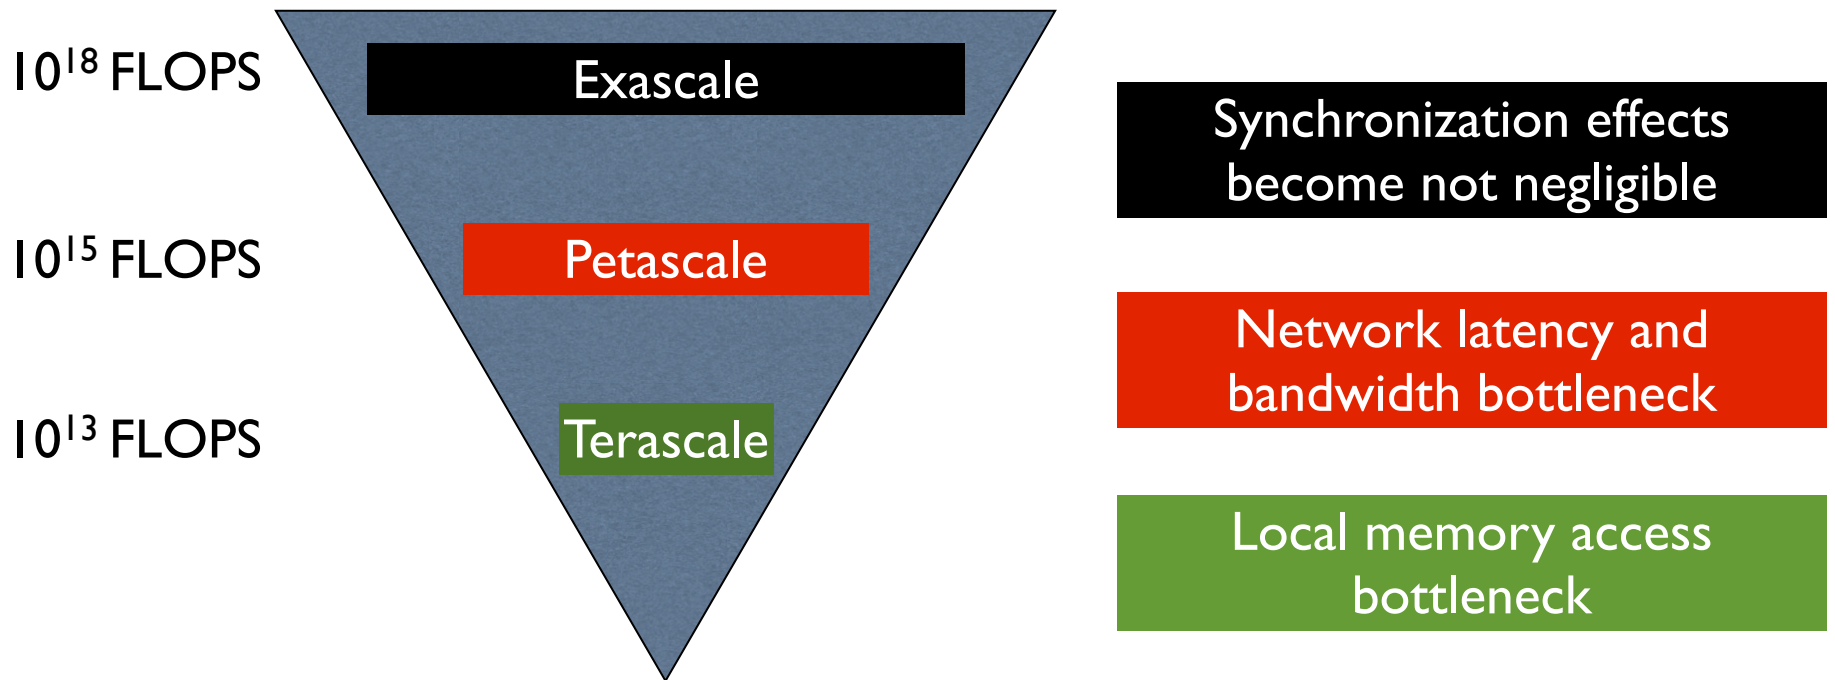 10¹⁸ FLOPS
Exascale
Synchronization effects
become not negligible
10¹⁵ FLOPS
Petascale
Network latency and
bandwidth bottleneck
10¹³ FLOPS
Terascale
Local memory access
bottleneck